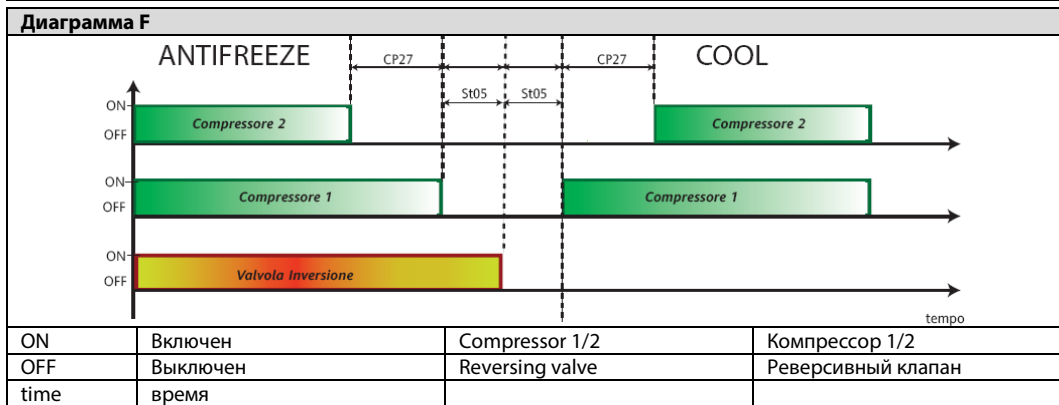 Диаграмма F
ANTIFREEZE CP27 CP27 COOL
St05 St05
ON
Compressore 2 Compressore 2
OFF
ON
Compressore 1 Compressore 1
OFF
ON
Valvola Inversione
OFF
tempo
ON Включен Compressor 1/2 Компрессор 1/2
OFF Выключен Reversing valve Реверсивный клапан
time время